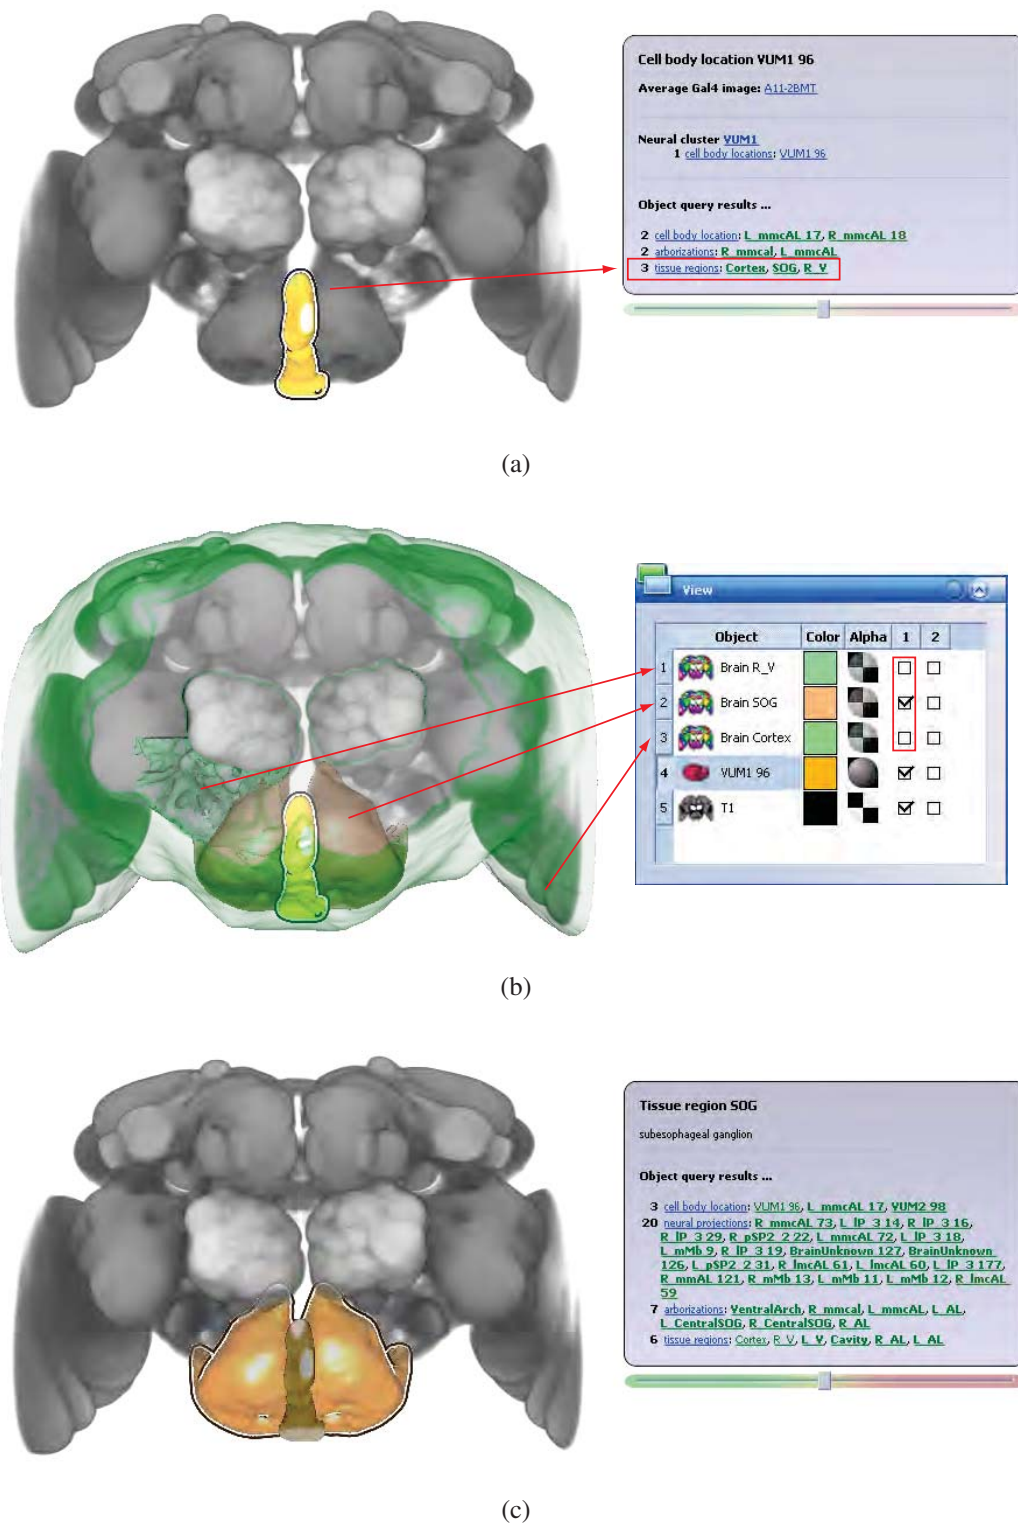 Cell body location VUM1 96
Average Gal4 image: A11-2BMT
Neural cluster VUM1
1 cell body locations: VUM1 96
Object query results ...
2 cell body location: L_mmcAL 17, R_mmcAL 18
2 arborizations: R_mmcal, L_mmcAL
3 tissue regions: Cortex, SOG, R_V
(a)
View
Object Color Alpha 1 2
1 Brain R_V
2 Brain SOG
3 Brain Cortex
4 VUM1 96
5 T1
(b)
Tissue region SOG
subesophageal ganglion
Object query results ...
3 cell body location: VUM1 96, L_mmcAL 17, VUM2 98
20 neural projections: R_mmcAL 73, L_lP_3 14, R_lP_3 16,
R_lP_3 29, R_pSP2_2 22, L_mmcAL 72, L_lP_3 18,
L_mMb 9, R_lP_3 19, BrainUnknown 127, BrainUnknown
126, L_pSP2_2 31, R_lmcAL 61, L_lmcAL 60, L_lP_3 177,
R_mmAL 121, R_mMb 13, L_mMb 11, L_mMb 12, R_lmcAL
59
7 arborizations: VentralArch, R_mmcal, L_mmcAL, L_AL,
L_CentralSOG, R_CentralSOG, R_AL
6 tissue regions: Cortex, R_V, L_V, Cavity, R_AL, L_AL
(c)